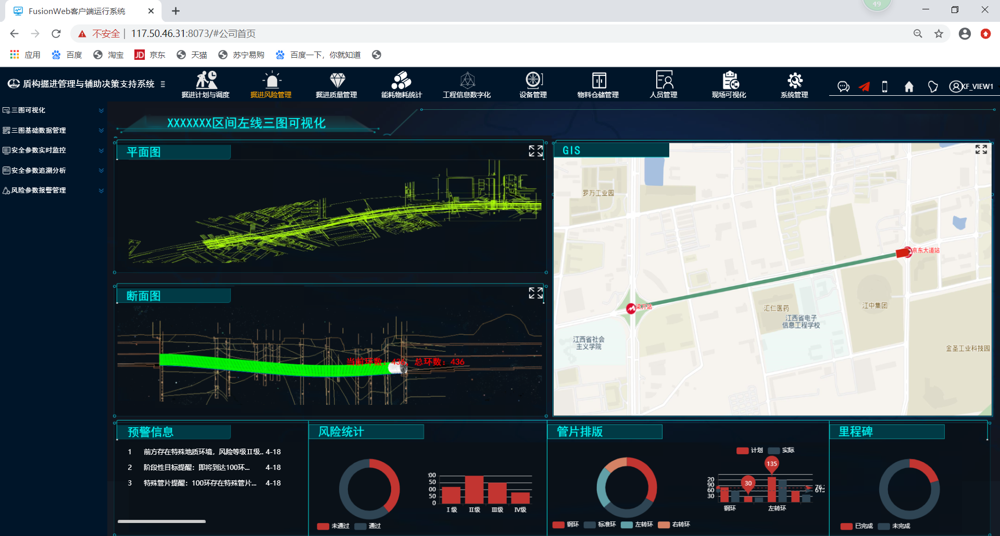 FusionWeb客户端运行系统
49
不安全 | 117.50.46.31:8073/#公司首页
应用 百度 淘宝 JD 京东 天猫 苏宁易购 百度一下，你就知道
盾构掘进管理与辅助决策支持系统
掘进计划与调度 掘进风险管理 掘进质量管理 能耗物耗统计 工程信息数字化 设备管理 物料仓储管理 人员管理 现场可视化 系统管理
KF_VIEW1
三图可视化
三图基础数据管理
安全参数实时监控
安全参数追溯分析
风险参数报警管理
XXXXXXX区间左线三图可视化
平面图
GIS
罗万工业园
京东大道站
梁万站
汇仁医药
江中集团
江西省电子
信息工程学校
江西省社会
主义学院
金圣工业科技园
断面图
当前环数：436，总环数：436
预警信息
1 前方存在特殊地质环境，风险等级Ⅱ级.. 4-18
2 阶段性目标提醒：即将到达100环... 4-18
3 特殊管片提醒：100环存在特殊管片... 4-18
风险统计
未通过 通过
00
50
00
50
0
Ⅰ级 Ⅱ级 Ⅲ级 Ⅳ级
管片排版
钢环 标准环 左转环 右转环
计划 实际
135
30
20
90
60
30
钢环 左转环
里程碑
已完成 未完成